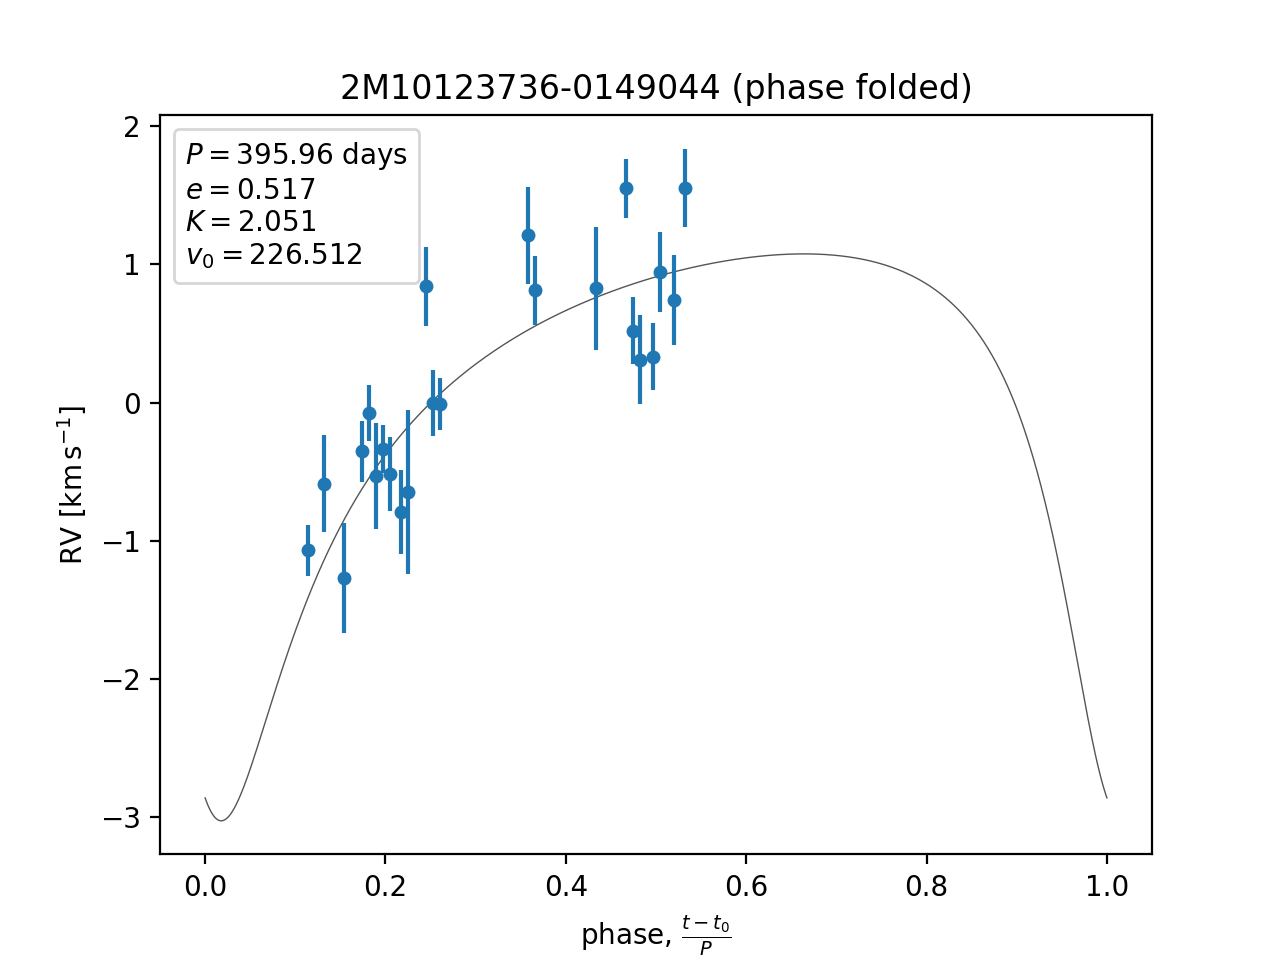 2M10123736-0149044 (phase folded)
P = 395.96 days
e = 0.517
K = 2.051
v₀ = 226.512
2
1
0
−1
−2
−3
RV [km s⁻¹]
0.0 0.2 0.4 0.6 0.8 1.0
phase, (t − t₀)/P